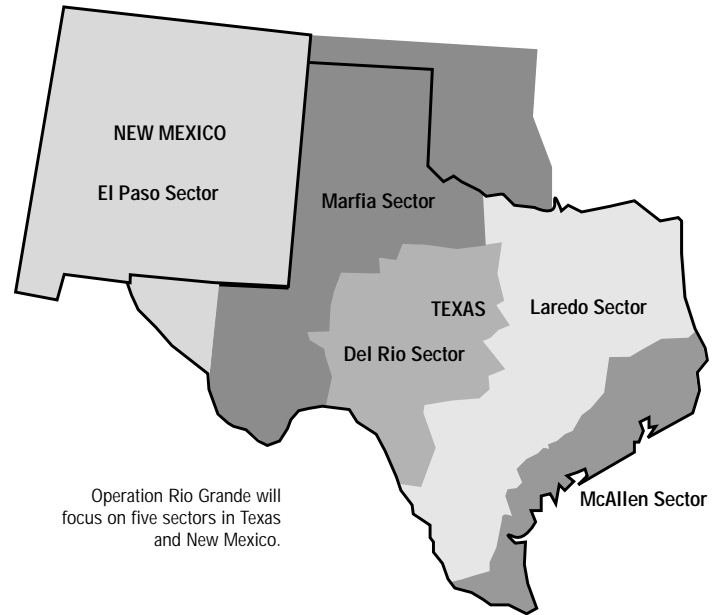 NEW MEXICO
El Paso Sector
Marfia Sector
TEXAS
Laredo Sector
Del Rio Sector
McAllen Sector
Operation Rio Grande will
focus on five sectors in Texas
and New Mexico.